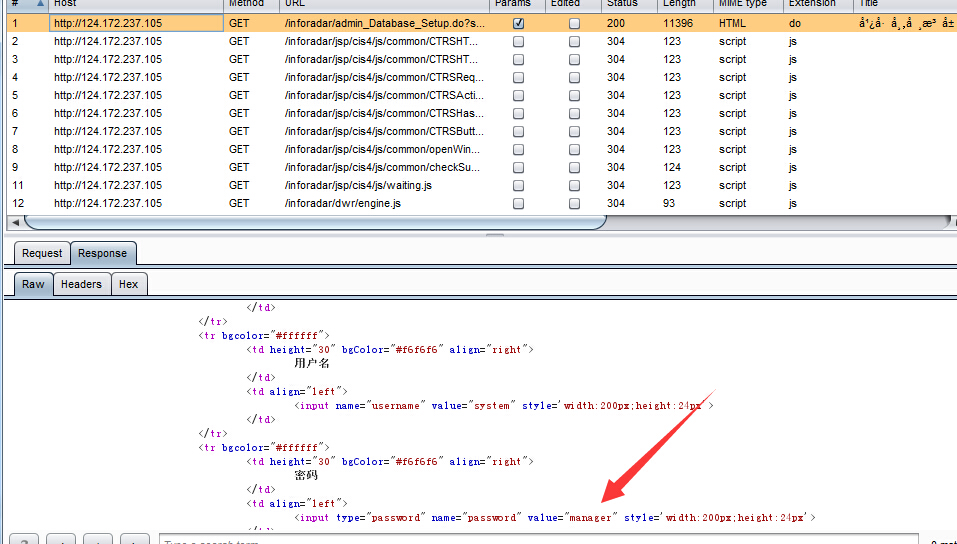 # Host Method URL Params Edited Status Length MIME type Extension Title
1 http://124.172.237.105 GET /inforadar/admin_Database_Setup.do?s... 200 11396 HTML do
2 http://124.172.237.105 GET /inforadar/jsp/cis4/js/common/CTRSHT... 304 123 script js
3 http://124.172.237.105 GET /inforadar/jsp/cis4/js/common/CTRSHT... 304 123 script js
4 http://124.172.237.105 GET /inforadar/jsp/cis4/js/common/CTRSReq... 304 123 script js
5 http://124.172.237.105 GET /inforadar/jsp/cis4/js/common/CTRSActi... 304 123 script js
6 http://124.172.237.105 GET /inforadar/jsp/cis4/js/common/CTRSHas... 304 123 script js
7 http://124.172.237.105 GET /inforadar/jsp/cis4/js/common/CTRSButt... 304 123 script js
8 http://124.172.237.105 GET /inforadar/jsp/cis4/js/common/openWin... 304 123 script js
9 http://124.172.237.105 GET /inforadar/jsp/cis4/js/common/checkSu... 304 124 script js
11 http://124.172.237.105 GET /inforadar/jsp/cis4/js/waiting.js 304 123 script js
12 http://124.172.237.105 GET /inforadar/dwr/engine.js 304 93 script js
Request Response
Raw Headers Hex
</td>
</tr>
<tr bgcolor="#ffffff">
<td height="30" bgColor="#f6f6f6" align="right">
用户名
</td>
<td align="left">
<input name="username" value="system" style='width:200px;height:24px'>
</td>
</tr>
<tr bgcolor="#ffffff">
<td height="30" bgColor="#f6f6f6" align="right">
密码
</td>
<td align="left">
<input type="password" name="password" value="manager" style='width:200px;height:24px'>